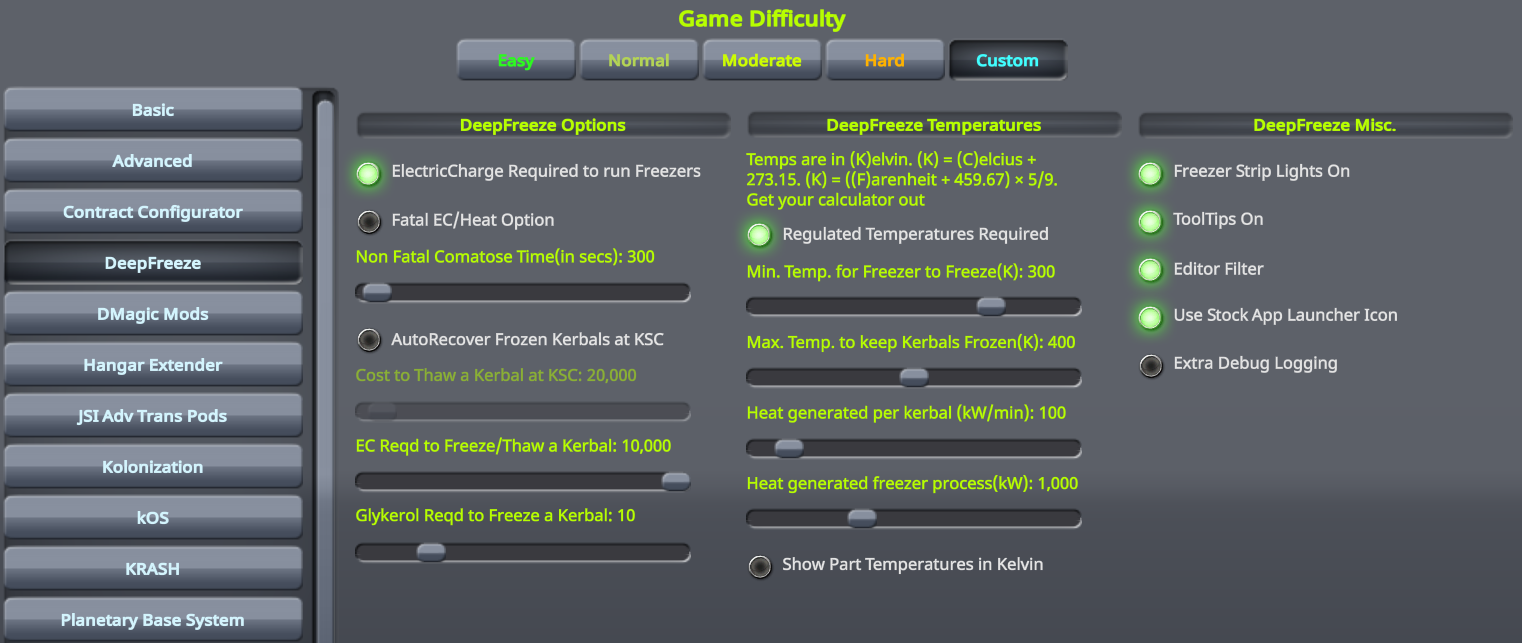 Game Difficulty
Easy
Normal
Moderate
Hard
Custom
Basic
Advanced
Contract Configurator
DeepFreeze
DMagic Mods
Hangar Extender
JSI Adv Trans Pods
Kolonization
kOS
KRASH
Planetary Base System
DeepFreeze Options
ElectricCharge Required to run Freezers
Fatal EC/Heat Option
Non Fatal Comatose Time(in secs): 300
AutoRecover Frozen Kerbals at KSC
Cost to Thaw a Kerbal at KSC: 20,000
EC Reqd to Freeze/Thaw a Kerbal: 10,000
Glykerol Reqd to Freeze a Kerbal: 10
DeepFreeze Temperatures
Temps are in (K)elvin. (K) = (C)elcius +
273.15. (K) = ((F)arenheit + 459.67) × 5/9.
Get your calculator out
Regulated Temperatures Required
Min. Temp. for Freezer to Freeze(K): 300
Max. Temp. to keep Kerbals Frozen(K): 400
Heat generated per kerbal (kW/min): 100
Heat generated freezer process(kW): 1,000
Show Part Temperatures in Kelvin
DeepFreeze Misc.
Freezer Strip Lights On
ToolTips On
Editor Filter
Use Stock App Launcher Icon
Extra Debug Logging